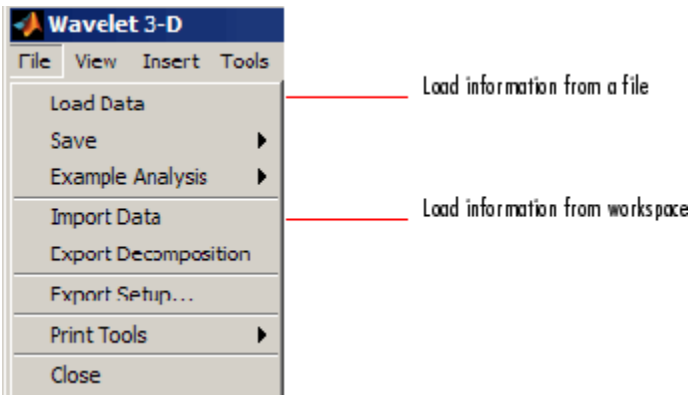 Wavelet 3-D
File View Insert Tools
Load Data
Load information from a file
Save
Example Analysis
Import Data
Load information from workspace
Export Decomposition
Export Setup...
Print Tools
Close